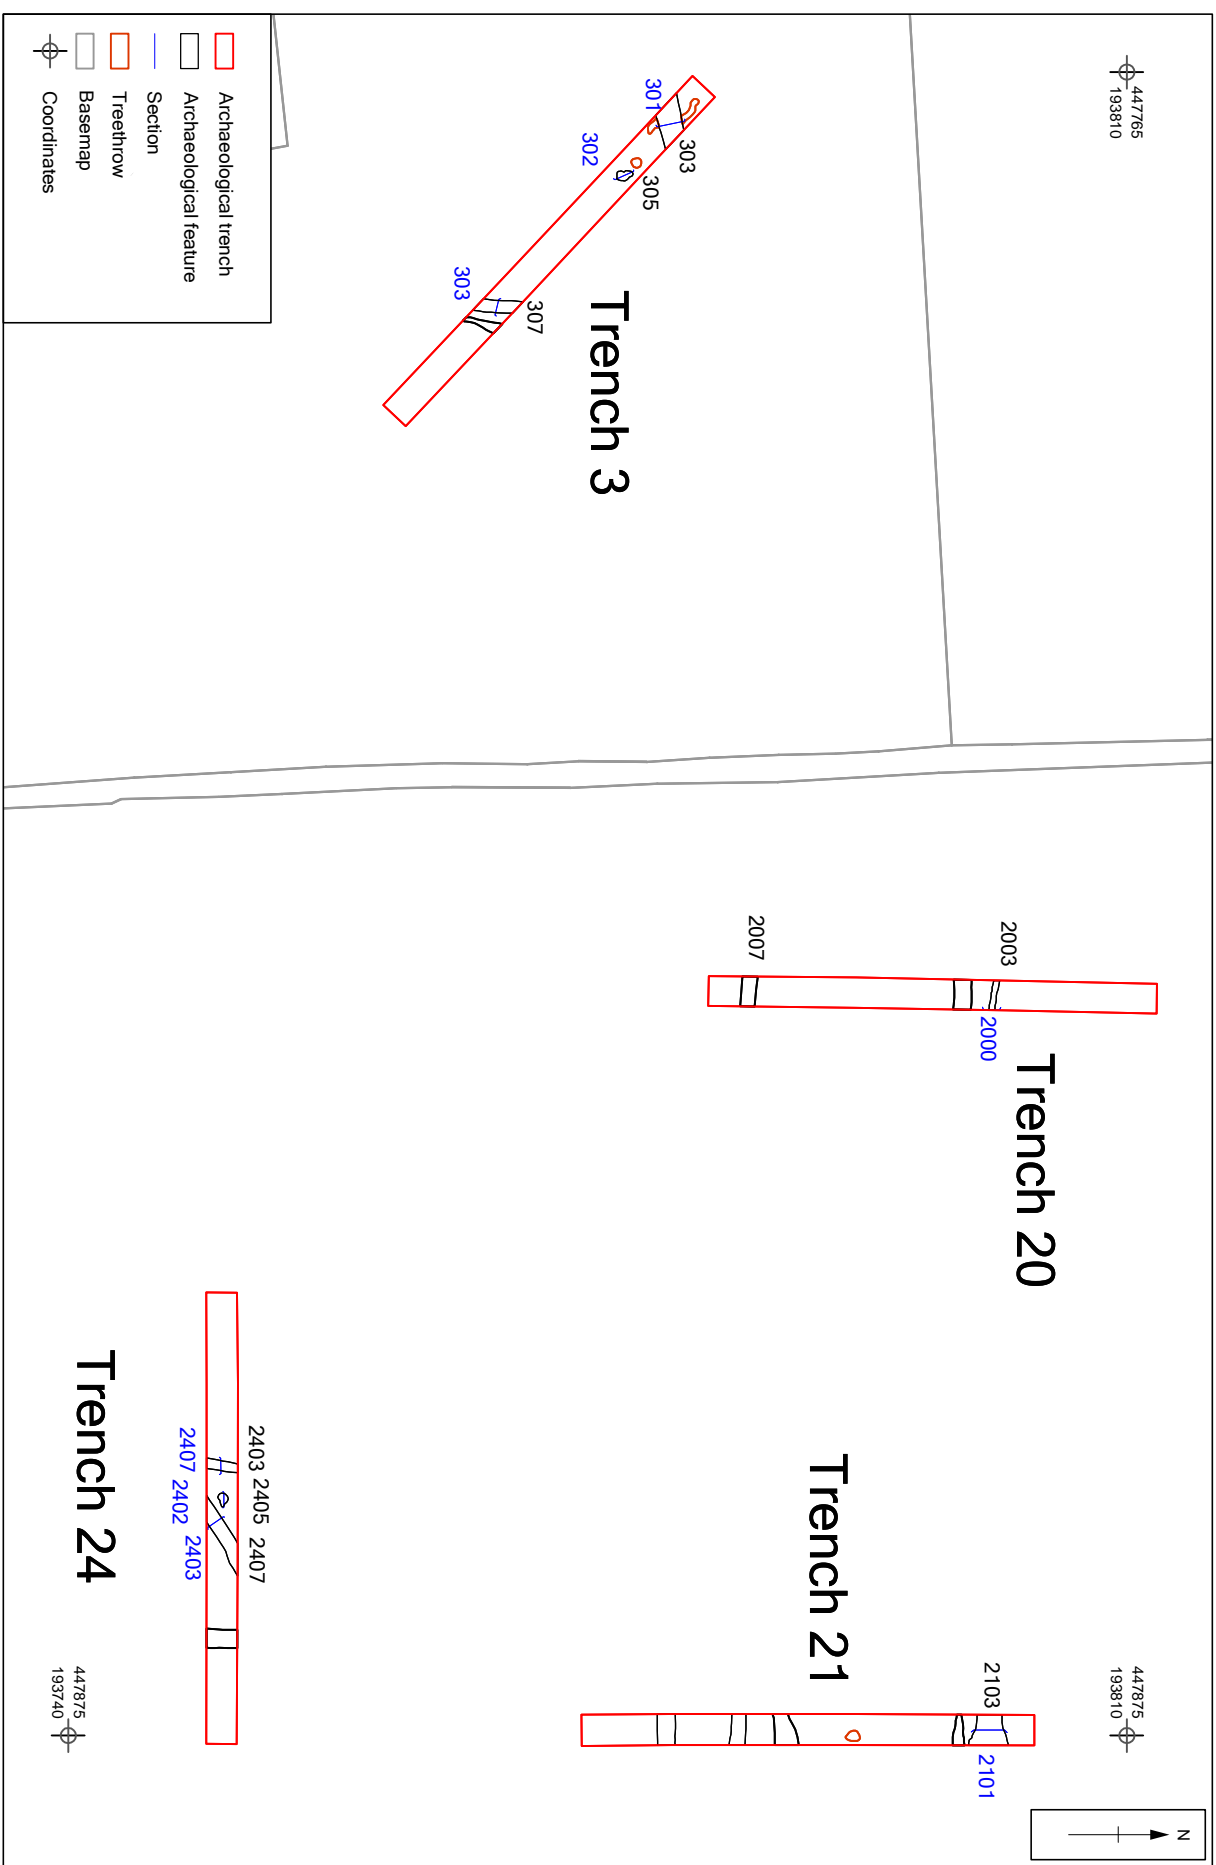 447765
193810
447875
193810
N
2003
2000
Trench 20
2103
2101
Trench 21
2007
301
303
302
305
Trench 3
303
307
2403 2405 2407
2407 2402 2403
Trench 24
447875
193740
Archaeological trench
Archaeological feature
Section
Treethrow
Basemap
Coordinates